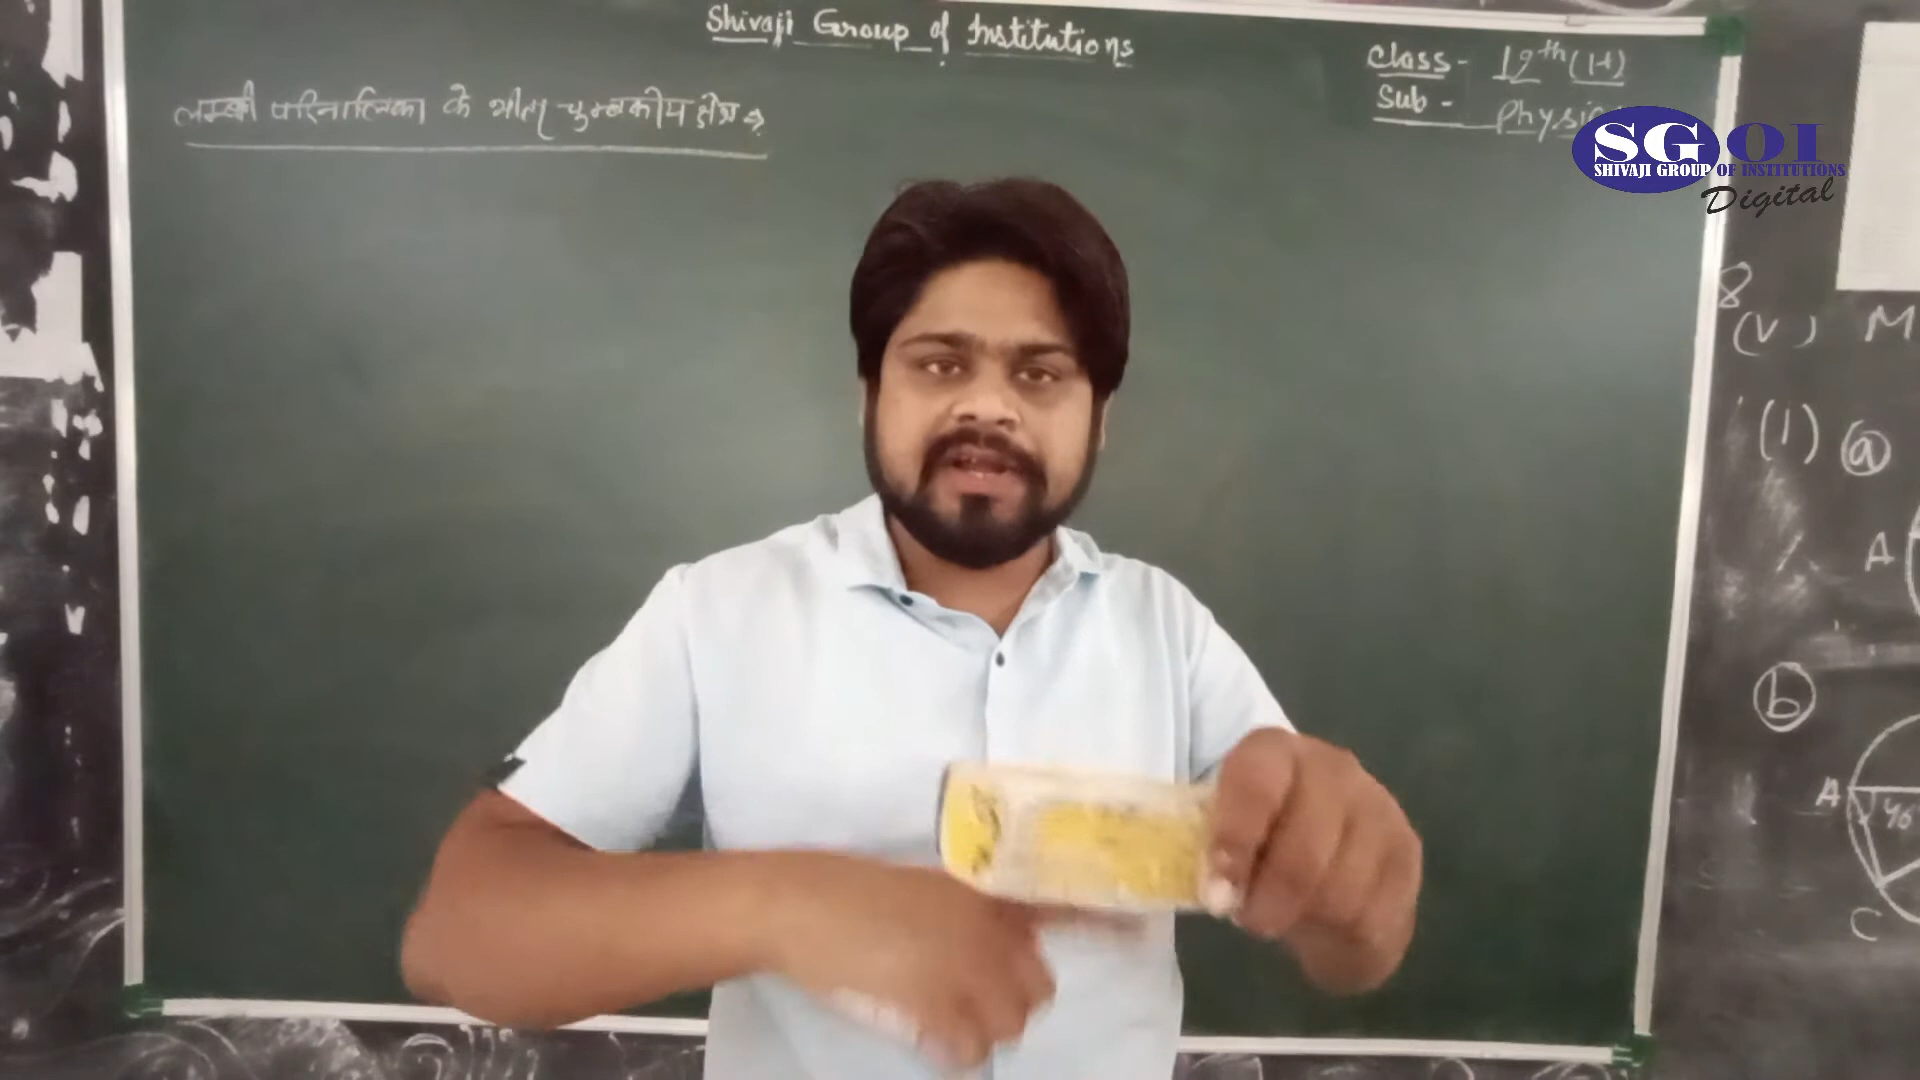 Shivaji Group of Institutions
Class- 12th (H)
Sub - Physi
लम्बी परिनालिका के भीतर चुम्बकीय क्षेत्र →
SGOI
SHIVAJI GROUP OF INSTITUTIONS
Digital
8
(V) M
(1) (a)
A
(b)
A 40
C